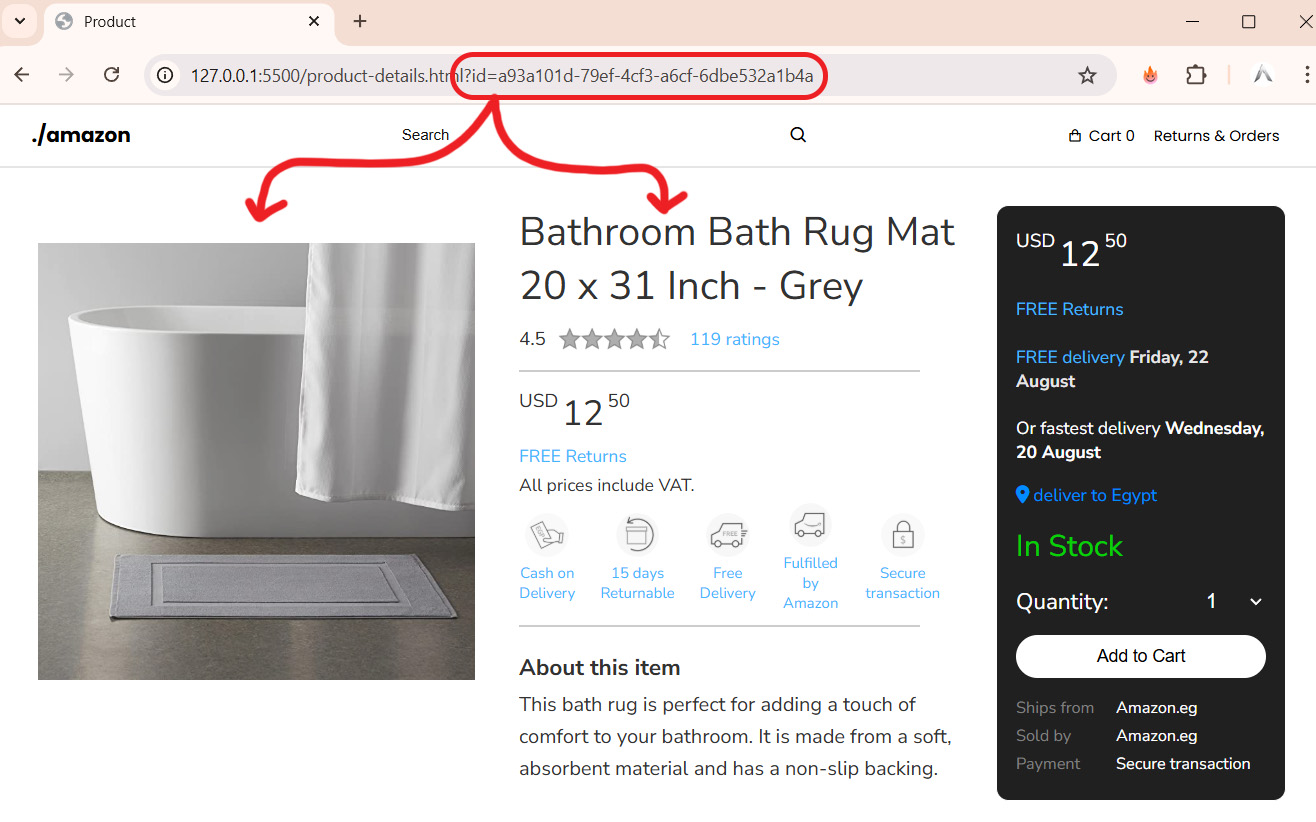 Product
127.0.0.1:5500/product-details.html?id=a93a101d-79ef-4cf3-a6cf-6dbe532a1b4a
./amazon
Search
Cart 0
Returns & Orders
Bathroom Bath Rug Mat
20 x 31 Inch - Grey
4.5
119 ratings
USD 12 50
FREE Returns
All prices include VAT.
Cash on
Delivery
15 days
Returnable
FREE
Free
Delivery
Fulfilled
by
Amazon
$
Secure
transaction
About this item
This bath rug is perfect for adding a touch of
comfort to your bathroom. It is made from a soft,
absorbent material and has a non-slip backing.
USD 12 50
FREE Returns
FREE delivery Friday, 22
August
Or fastest delivery Wednesday,
20 August
deliver to Egypt
In Stock
Quantity: 1
Add to Cart
Ships from Amazon.eg
Sold by Amazon.eg
Payment Secure transaction